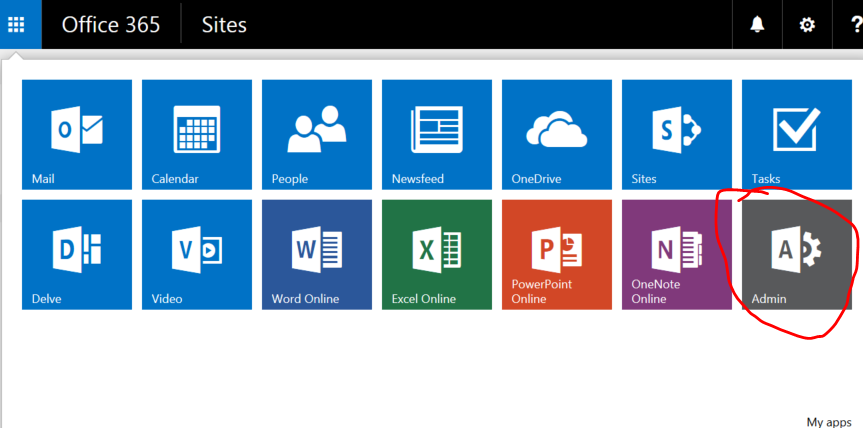 Office 365 Sites ?
Mail Calendar People Newsfeed OneDrive Sites Tasks
Delve Video Word Online Excel Online PowerPoint Online OneNote Online Admin
My apps